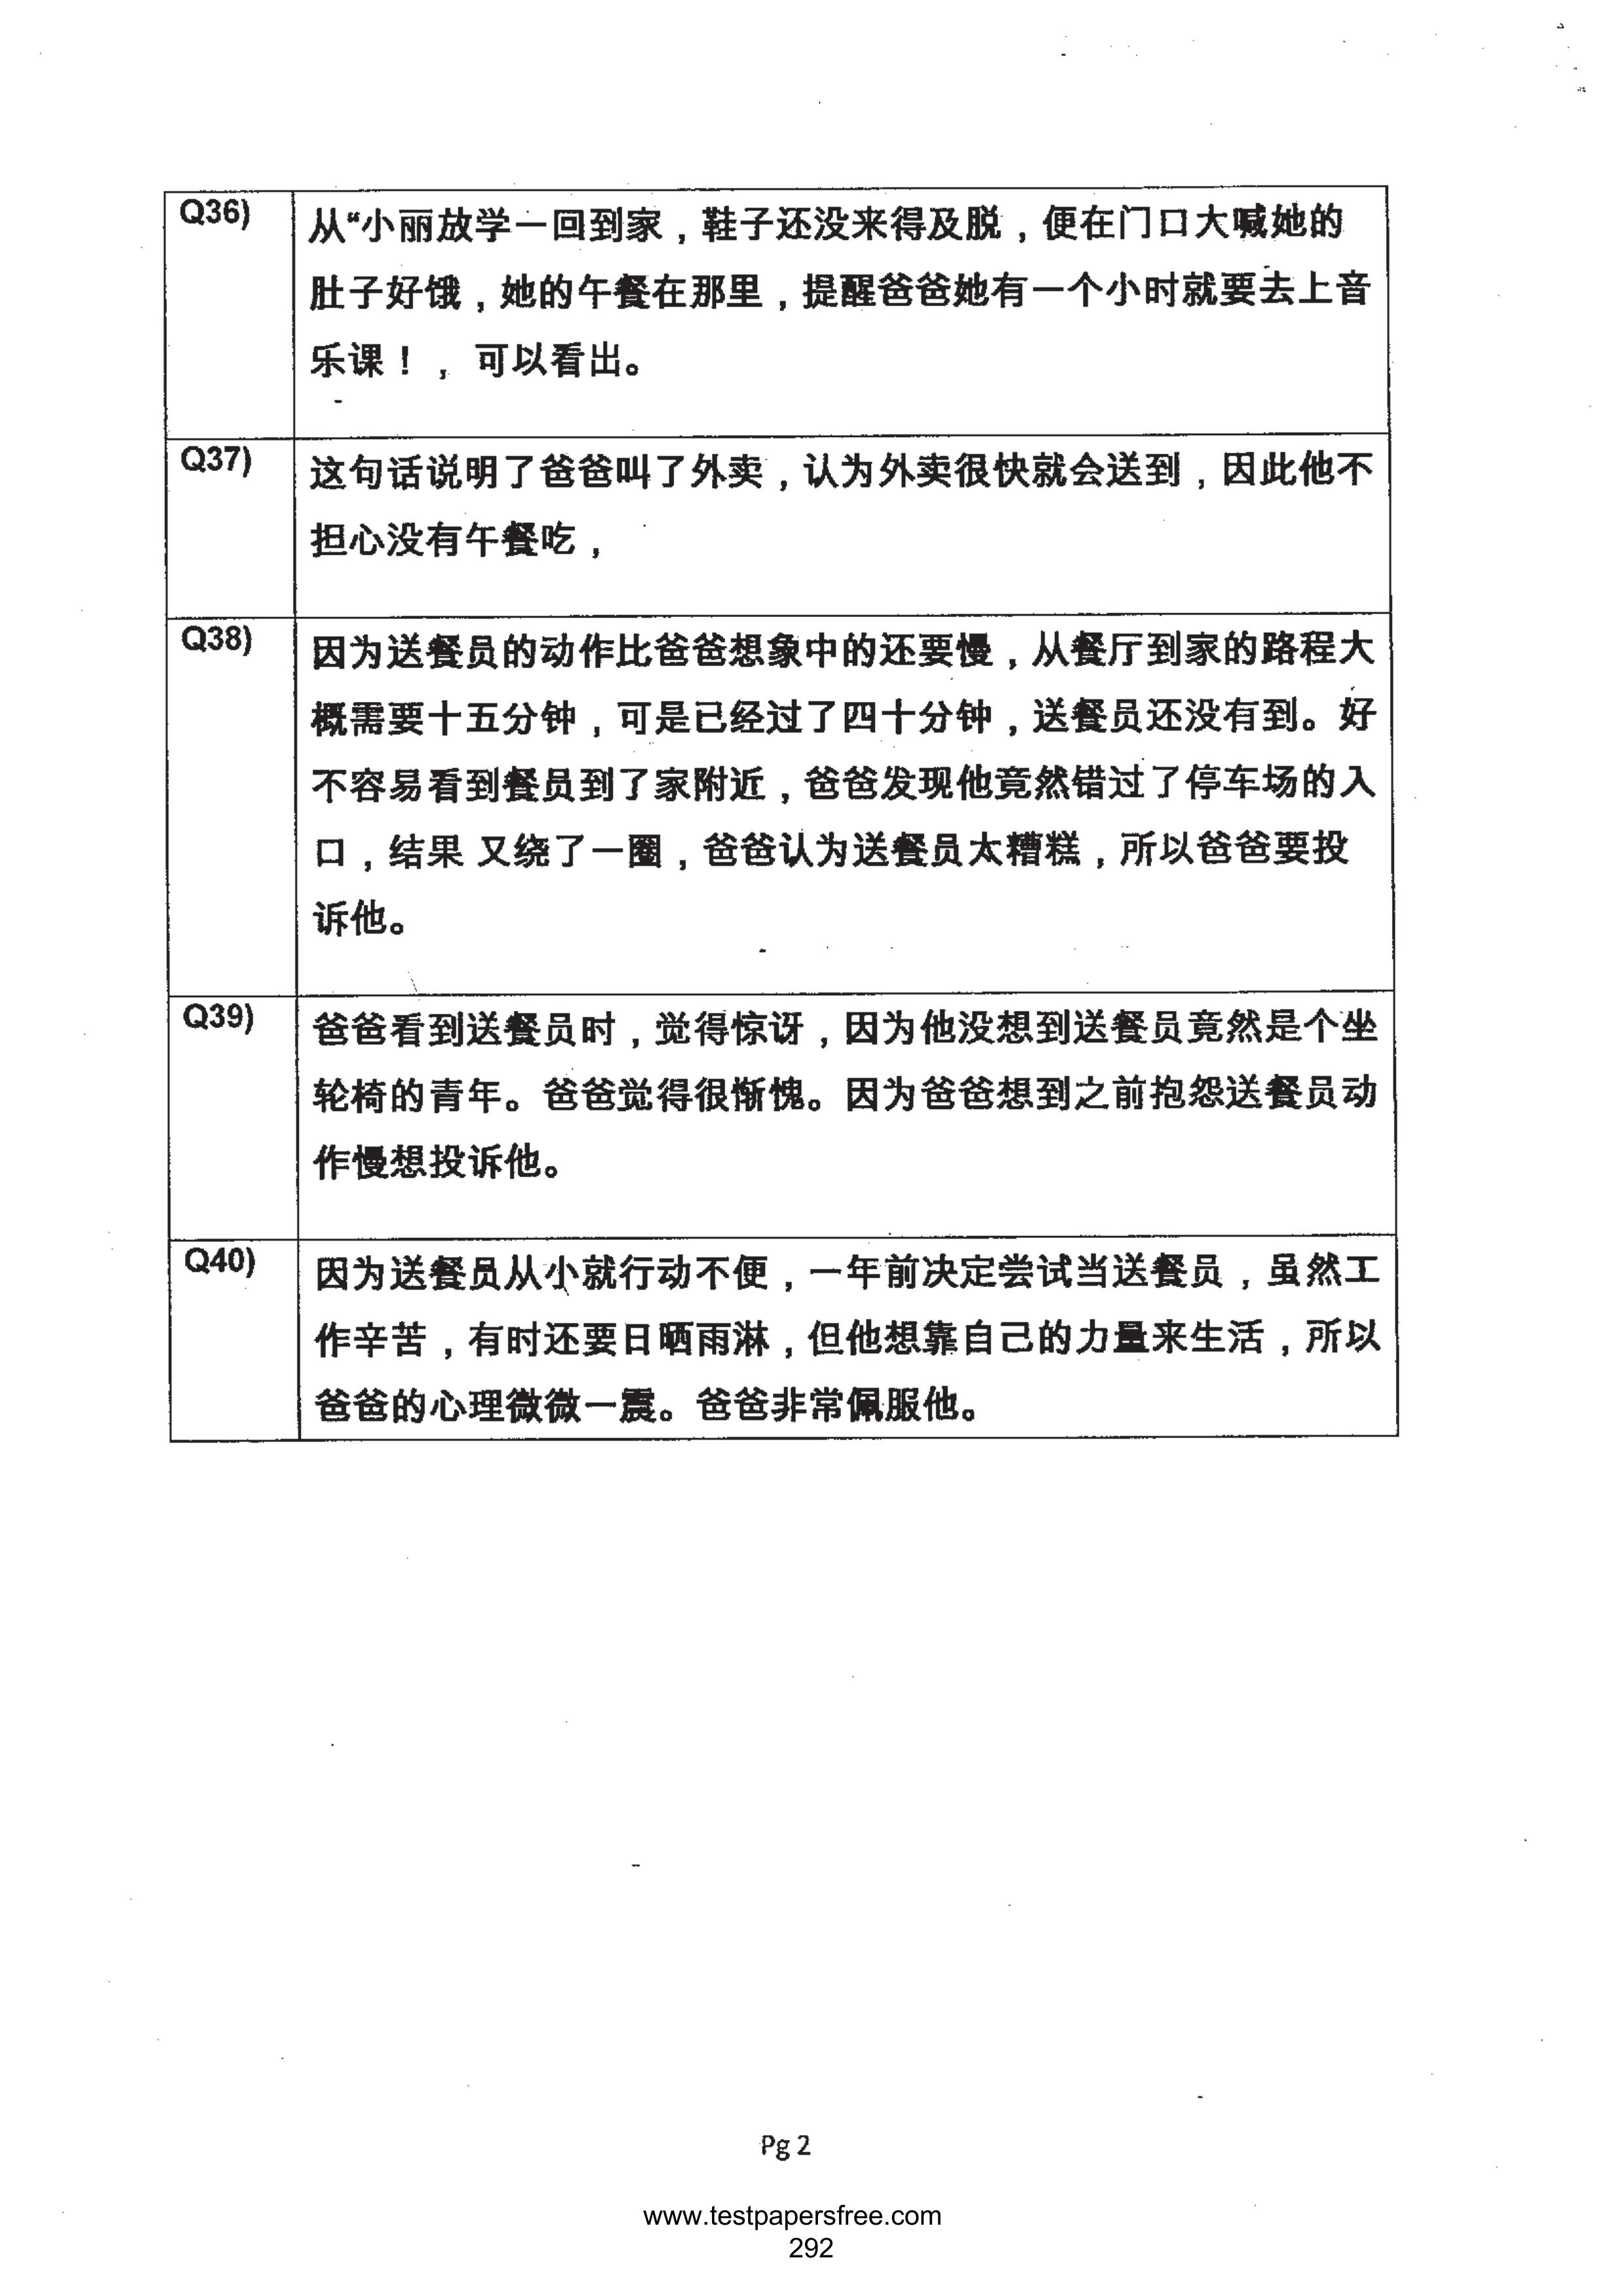 Q36)
从“小丽放学一回到家，鞋子还没来得及脱，便在门口大喊她的
肚子好饿，她的午餐在那里，提醒爸爸她有一个小时就要去上音
乐课！， 可以看出。
Q37)
这句话说明了爸爸叫了外卖，认为外卖很快就会送到，因此他不
担心没有午餐吃，
Q38)
因为送餐员的动作比爸爸想象中的还要慢，从餐厅到家的路程大
概需要十五分钟，可是已经过了四十分钟，送餐员还没有到。好
不容易看到餐员到了家附近，爸爸发现他竟然错过了停车场的入
口，结果 又绕了一圈，爸爸认为送餐员太糟糕，所以爸爸要投
诉他。
Q39)
爸爸看到送餐员时，觉得惊讶，因为他没想到送餐员竟然是个坐
轮椅的青年。爸爸觉得很惭愧。因为爸爸想到之前抱怨送餐员动
作慢想投诉他。
Q40)
因为送餐员从小就行动不便，一年前决定尝试当送餐员，虽然工
作辛苦，有时还要日晒雨淋，但他想靠自己的力量来生活，所以
爸爸的心理微微一震。爸爸非常佩服他。
Pg 2
www.testpapersfree.com
292